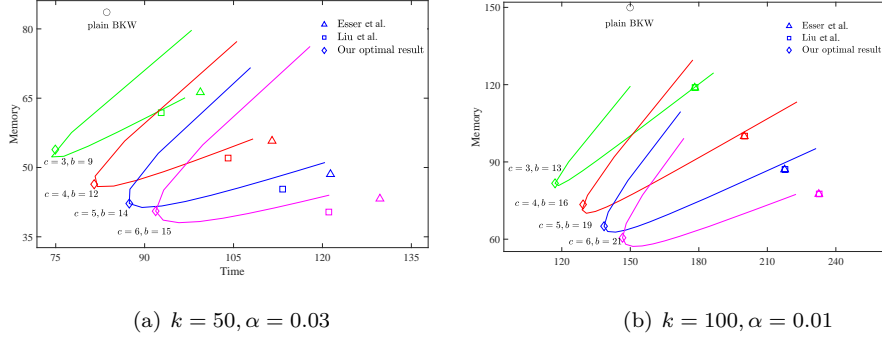 80
65
50
35
Memory
75
90
105
120
135
Time
plain BKW
Esser et al.
Liu et al.
Our optimal result
c = 3, b = 9
c = 4, b = 12
c = 5, b = 14
c = 6, b = 15
(a) k = 50, α = 0.03
150
120
90
60
Memory
120
150
180
210
240
Time
plain BKW
Esser et al.
Liu et al.
Our optimal result
c = 3, b = 13
c = 4, b = 16
c = 5, b = 19
c = 6, b = 21
(b) k = 100, α = 0.01